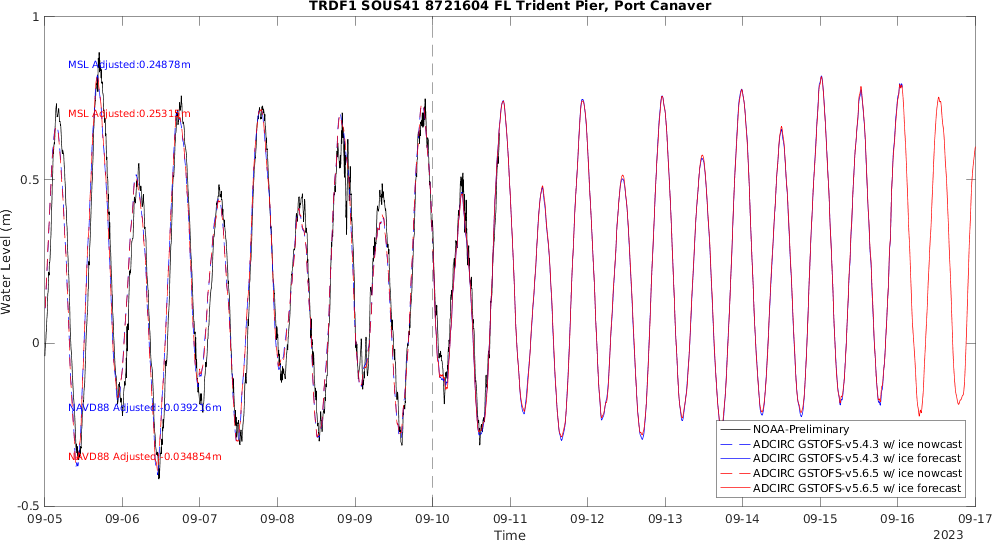 TRDF1 SOUS41 8721604 FL Trident Pier, Port Canaver
1
MSL Adjusted:0.24878m
MSL Adjusted:0.25315m
0.5
Water Level (m)
0
NAVD88 Adjusted:-0.039216m
NAVD88 Adjusted:-0.034854m
NOAA-Preliminary
ADCIRC GSTOFS-v5.4.3 w/ ice nowcast
ADCIRC GSTOFS-v5.4.3 w/ ice forecast
ADCIRC GSTOFS-v5.6.5 w/ ice nowcast
ADCIRC GSTOFS-v5.6.5 w/ ice forecast
-0.5
09-05 09-06 09-07 09-08 09-09 09-10 09-11 09-12 09-13 09-14 09-15 09-16 09-17
Time
2023